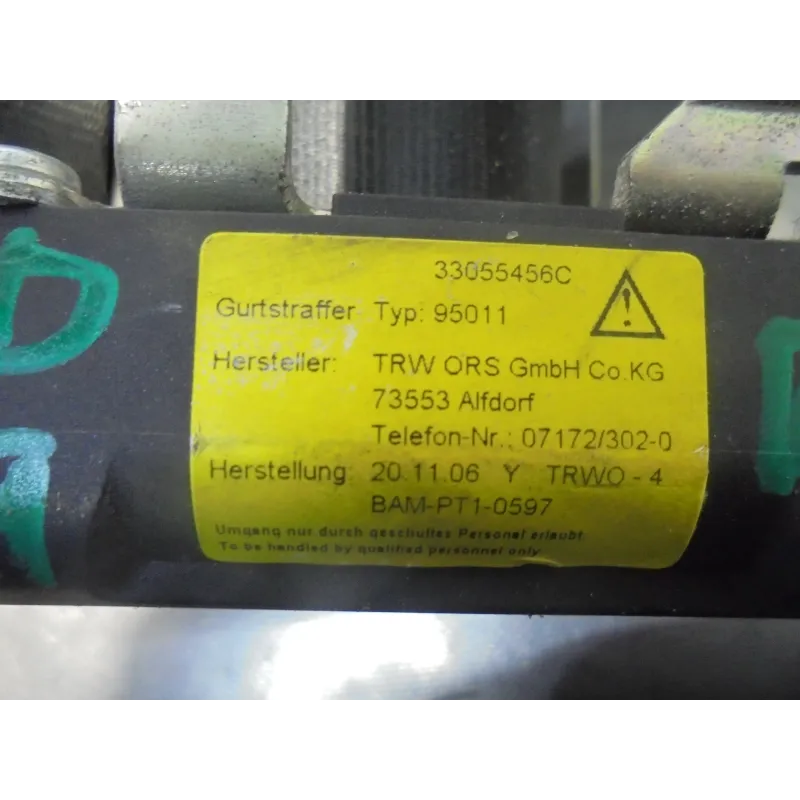 33055456C
Gurtstraffer Typ: 95011
Hersteller: TRW ORS GmbH Co.KG
73553 Alfdorf
Telefon-Nr.: 07172/302-0
Herstellung 20.11.06 Y TRWO - 4
BAM-PT1-0597
Umgang nur durch geschultes Personal erlaubt
To be handled by qualified personnel only